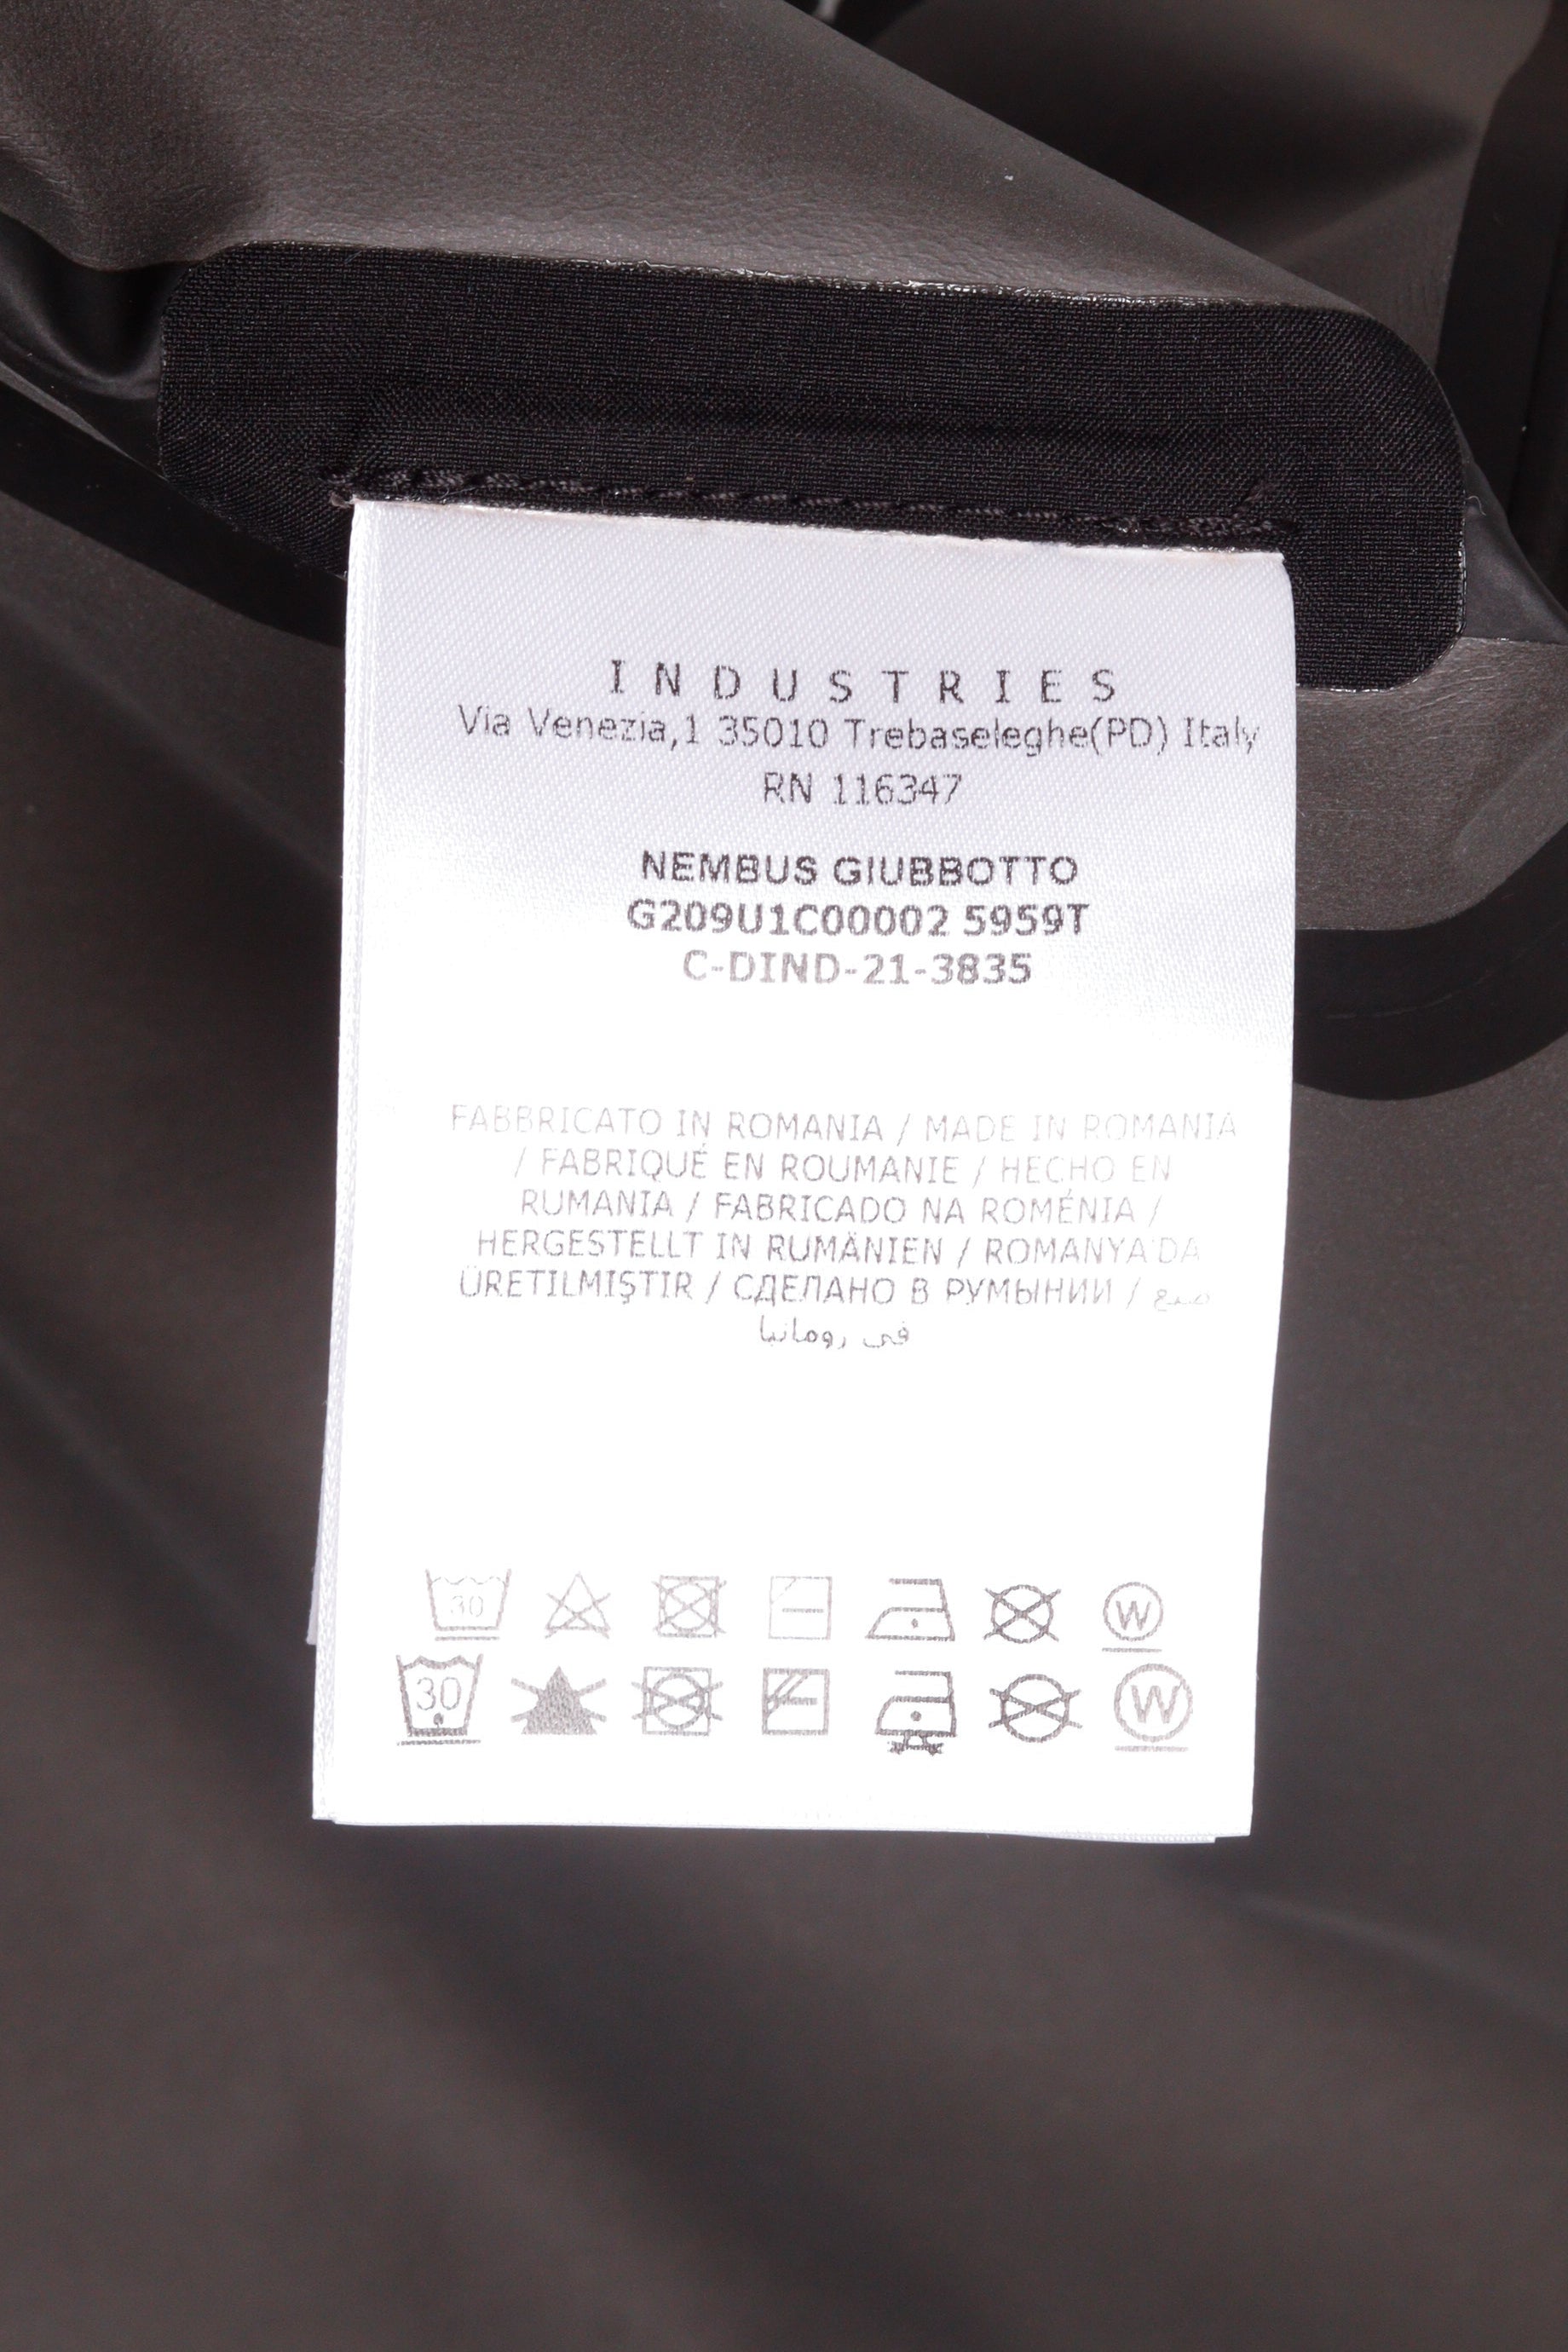 INDUSTRIES
Via Venezia,1 35010 Trebaseleghe(PD) Italy
RN 116347
NEMBUS GIUBBOTTO
G209U1C00002 5959T
C-DIND-21-3835
FABBRICATO IN ROMANIA / MADE IN ROMANIA
/ FABRIQUÉ EN ROUMANIE / HECHO EN
RUMANIA / FABRICADO NA ROMÉNIA /
HERGESTELLT IN RUMÄNIEN / ROMANYA'DA
ÜRETILMIŞTIR / СДЕЛАНО В РУМЫНИИ / صنع
في رومانيا
30 W
30 W